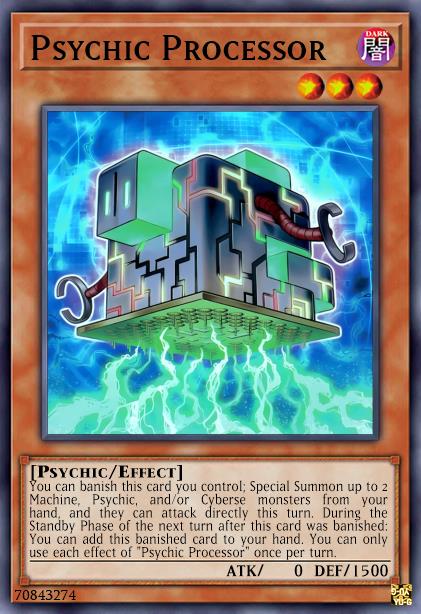 PSYCHIC PROCESSOR
DARK
闇
[PSYCHIC/EFFECT]
You can banish this card you control; Special Summon up to 2
Machine, Psychic, and/or Cyberse monsters from your
hand, and they can attack directly this turn. During the
Standby Phase of the next turn after this card was banished:
You can add this banished card to your hand. You can only
use each effect of "Psychic Processor" once per turn.
ATK/ 0 DEF/1500
70843274